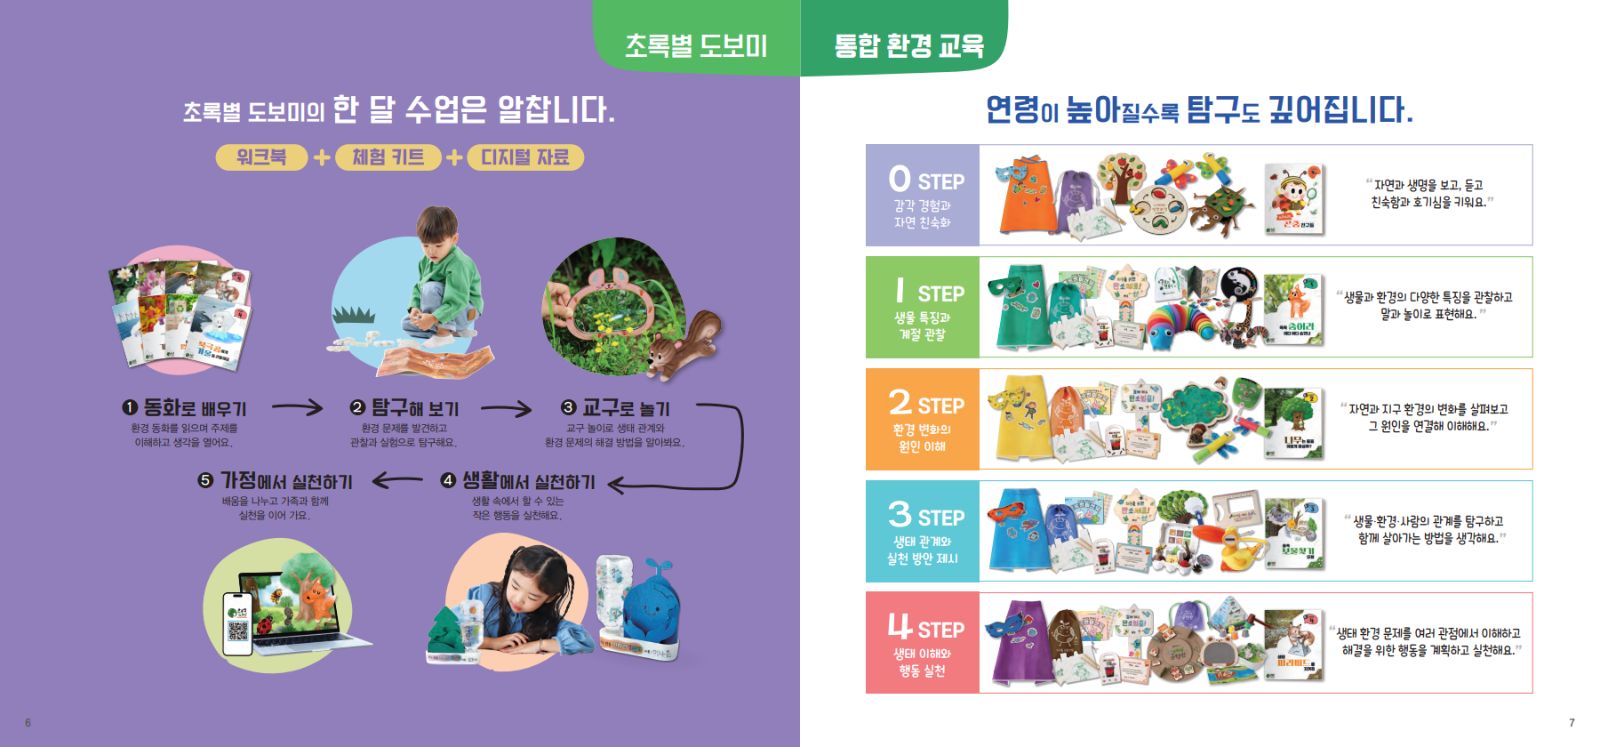 초록별 도보미
초록별 도보미의 한 달 수업은 알찹니다.
워크북 + 체험 키트 + 디지털 자료
1 동화로 배우기
환경 동화를 읽으며 주제를
이해하고 생각을 열어요.
2 탐구해 보기
환경 문제를 발견하고
관찰과 실험으로 탐구해요.
3 교구로 놀기
교구 놀이로 생태 관계와
환경 문제의 해결 방법을 알아봐요.
4 생활에서 실천하기
생활 속에서 할 수 있는
작은 행동을 실천해요.
5 가정에서 실천하기
배움을 나누고 가족과 함께
실천을 이어 가요.
6
통합 환경 교육
연령이 높아질수록 탐구도 깊어집니다.
0 STEP
감각 경험과
자연 친숙화
"자연과 생명을 보고, 듣고
친숙함과 호기심을 키워요."
1 STEP
생물 특징과
계절 관찰
"생물과 환경의 다양한 특징을 관찰하고
말과 놀이로 표현해요."
2 STEP
환경 변화의
원인 이해
"자연과 지구 환경의 변화를 살펴보고
그 원인을 연결해 이해해요."
3 STEP
생태 관계와
실천 방안 제시
"생물·환경·사람의 관계를 탐구하고
함께 살아가는 방법을 생각해요."
4 STEP
생태 이해와
행동 실천
"생태 환경 문제를 여러 관점에서 이해하고
해결을 위한 행동을 계획하고 실천해요."
7